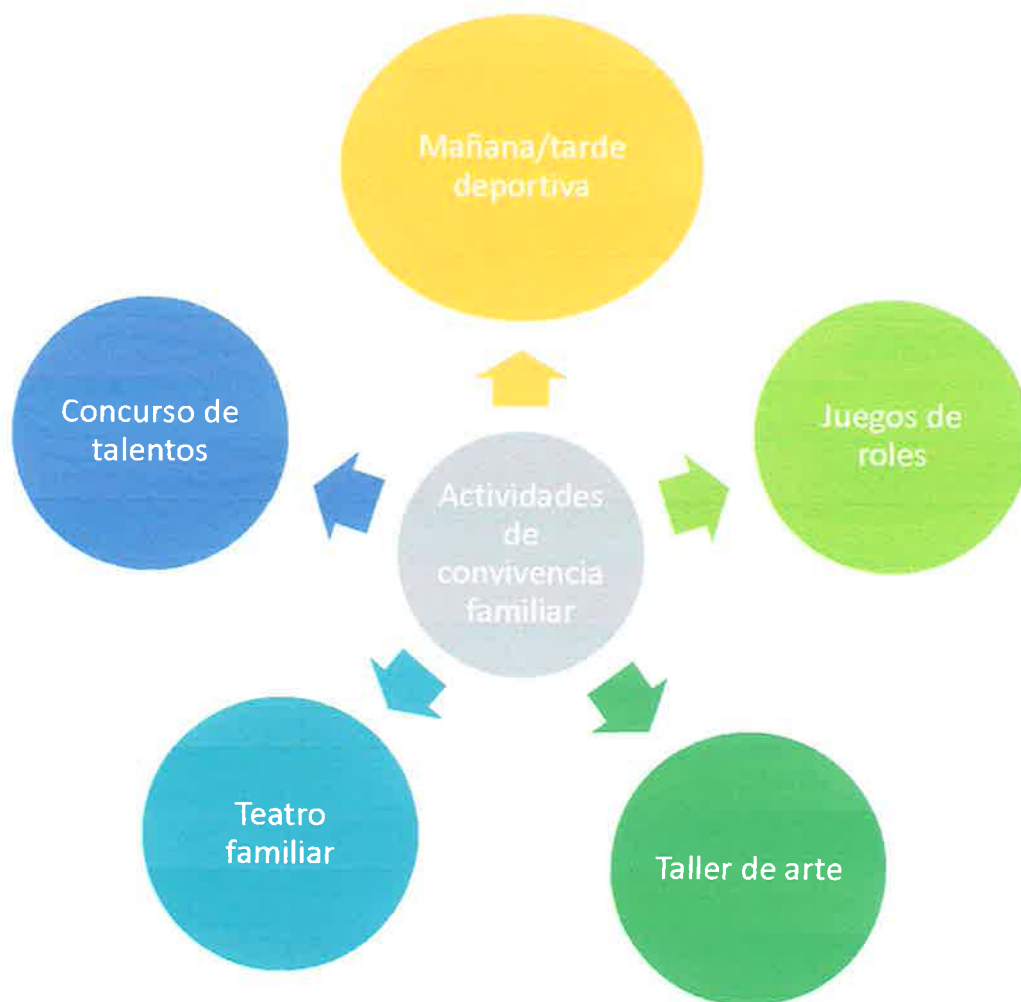 Mañana/tarde
deportiva
Concurso de
talentos
Juegos de
roles
Actividades
de
convivencia
familiar
Teatro
familiar
Taller de arte